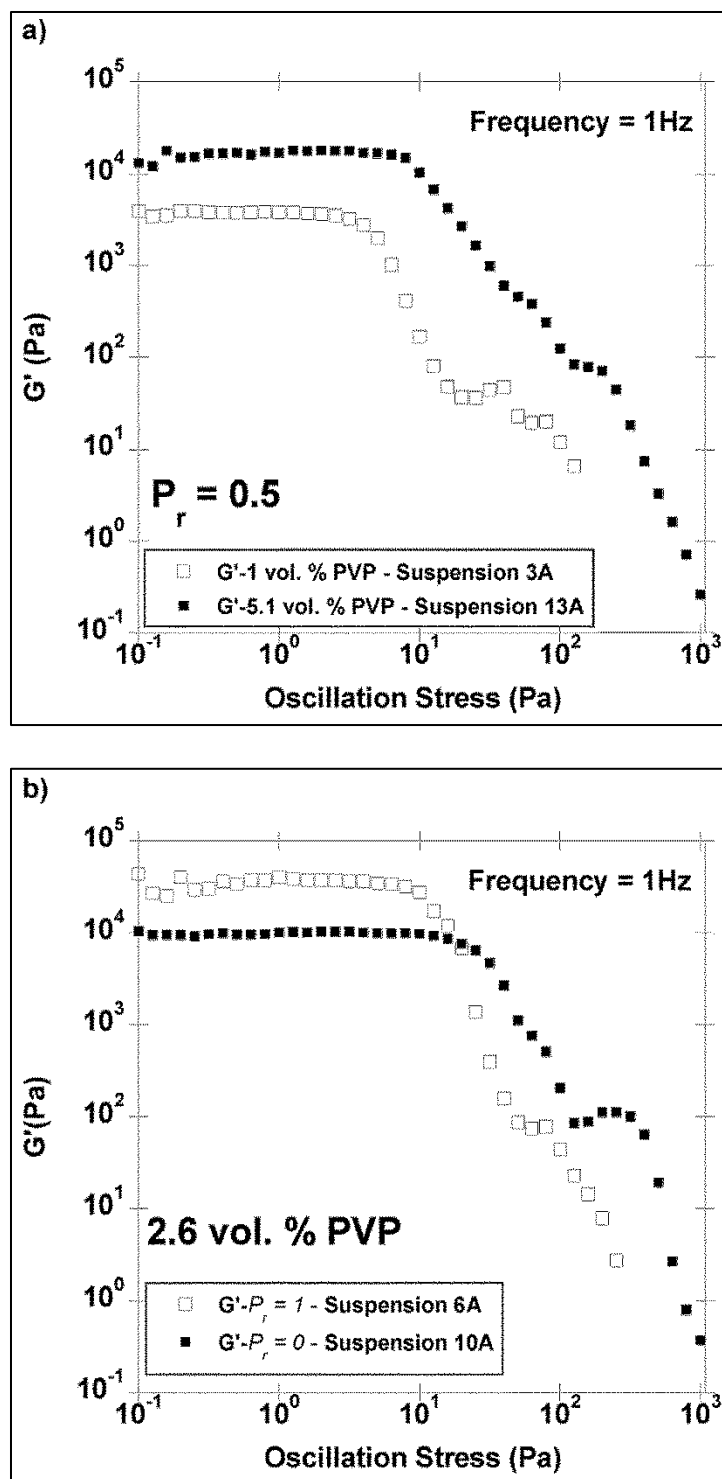 a)
10^5
Frequency = 1Hz
10^4
10^3
G' (Pa)
10^2
10^1
P_r = 0.5
10^0
G'-1 vol. % PVP - Suspension 3A
G'-5.1 vol. % PVP - Suspension 13A
10^-1
10^-1 10^0 10^1 10^2 10^3
Oscillation Stress (Pa)
b)
10^5
Frequency = 1Hz
10^4
10^3
G'(Pa)
10^2
10^1
2.6 vol. % PVP
10^0
G'-P_r = 1 - Suspension 6A
G'-P_r = 0 - Suspension 10A
10^-1
10^-1 10^0 10^1 10^2 10^3
Oscillation Stress (Pa)